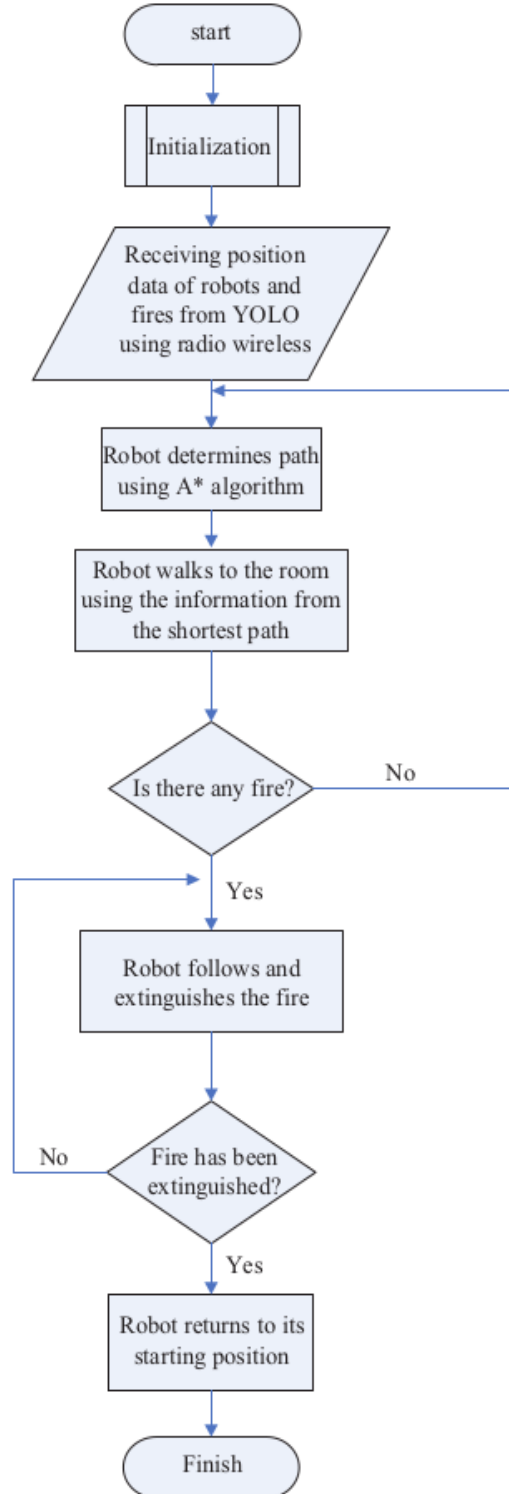 start
Initialization
Receiving position
data of robots and
fires from YOLO
using radio wireless
Robot determines path
using A* algorithm
Robot walks to the room
using the information from
the shortest path
Is there any fire?
No
Yes
Robot follows and
extinguishes the fire
No
Fire has been
extinguished?
Yes
Robot returns to its
starting position
Finish